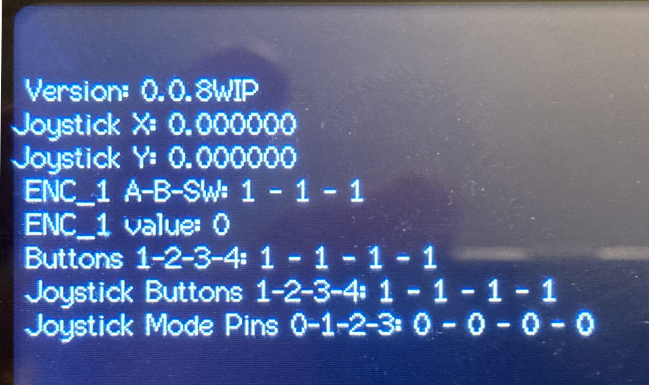 Version: 0.0.8WIP
Joystick X: 0.000000
Joystick Y: 0.000000
ENC_1 A-B-SW: 1 - 1 - 1
ENC_1 value: 0
Buttons 1-2-3-4: 1 - 1 - 1 - 1
Joystick Buttons 1-2-3-4: 1 - 1 - 1 - 1
Joystick Mode Pins 0-1-2-3: 0 - 0 - 0 - 0